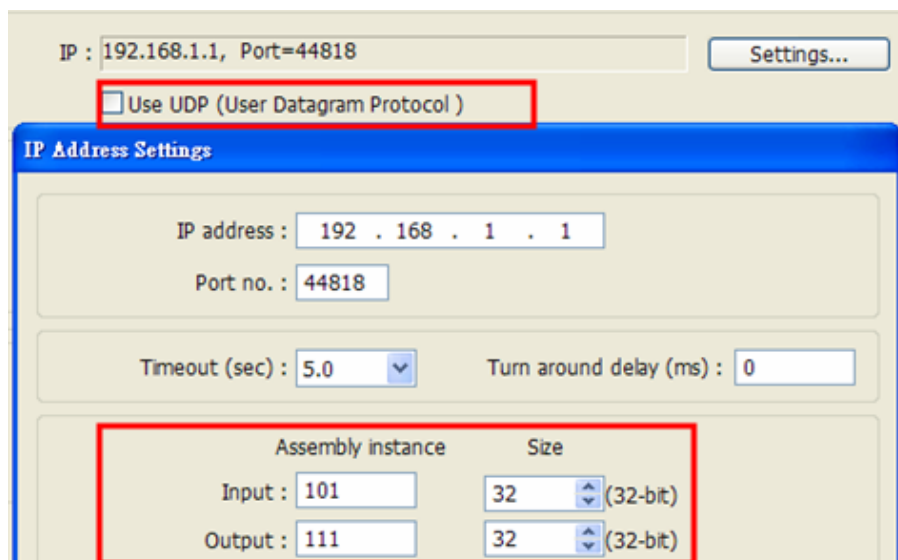 IP : 192.168.1.1, Port=44818 Settings...
Use UDP (User Datagram Protocol )
IP Address Settings
IP address : 192 . 168 . 1 . 1
Port no. : 44818
Timeout (sec) : 5.0 Turn around delay (ms) : 0
Assembly instance Size
Input : 101 32 (32-bit)
Output : 111 32 (32-bit)